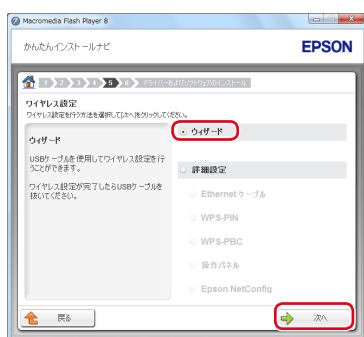 Macromedia Flash Player 8
かんたんインストールナビ
EPSON
1 2 3 4 5 6 ドライバーおよびソフトウェアのインストール
ワイヤレス設定
ワイヤレス設定を行う方法を選択して[次へ]をクリックしてください。
ウィザード
USBケーブルを使用してワイヤレス設定を行うことができます。
ワイヤレス設定が完了したらUSBケーブルを抜いてください。
ウィザード
詳細設定
Ethernet ケーブル
WPS-PIN
WPS-PBC
操作パネル
Epson NetConfig
戻る
次へ